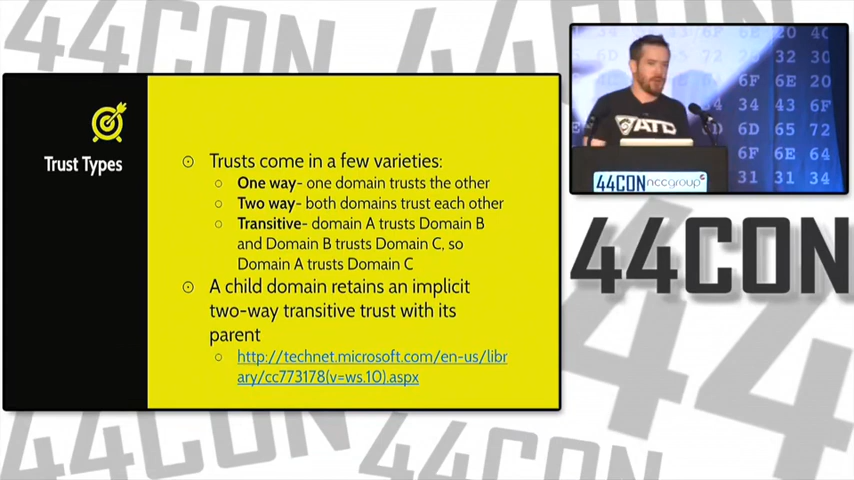 Trust Types
Trusts come in a few varieties:
One way- one domain trusts the other
Two way- both domains trust each other
Transitive- domain A trusts Domain B
and Domain B trusts Domain C, so
Domain A trusts Domain C
A child domain retains an implicit
two-way transitive trust with its
parent
http://technet.microsoft.com/en-us/libr
ary/cc773178(v=ws.10).aspx
ATD
44CON nccgroup
44CON